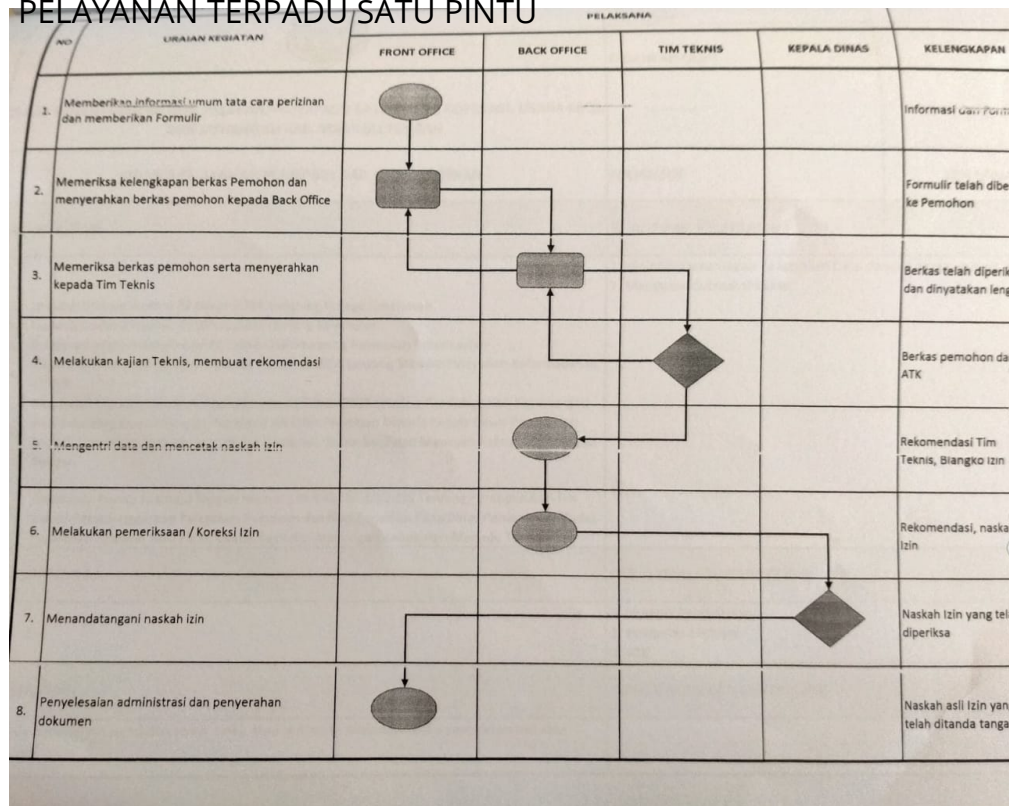 PELAYANAN TERPADU SATU PINTU
PELAKSANA
NO
URAIAN KEGIATAN
FRONT OFFICE
BACK OFFICE
TIM TEKNIS
KEPALA DINAS
KELENGKAPAN
1.
Memberikan informasi umum tata cara perizinan
dan memberikan Formulir
Informasi dan
2.
Memeriksa kelengkapan berkas Pemohon dan
menyerahkan berkas pemohon kepada Back Office
Formulir telah dibe
ke Pemohon
3.
Memeriksa berkas pemohon serta menyerahkan
kepada Tim Teknis
Berkas telah diperik
dan dinyatakan leng
4.
Melakukan kajian Teknis, membuat rekomendasi
Berkas pemohon da
ATK
5.
Mengentri data dan mencetak naskah izin
Rekomendasi Tim
Teknis, Blangko Izin
6.
Melakukan pemeriksaan / Koreksi Izin
Rekomendasi, naska
Izin
7.
Menandatangani naskah izin
Naskah Izin yang tel
diperiksa
8.
Penyelesaian administrasi dan penyerahan
dokumen
Naskah asli Izin yan
telah ditanda tanga